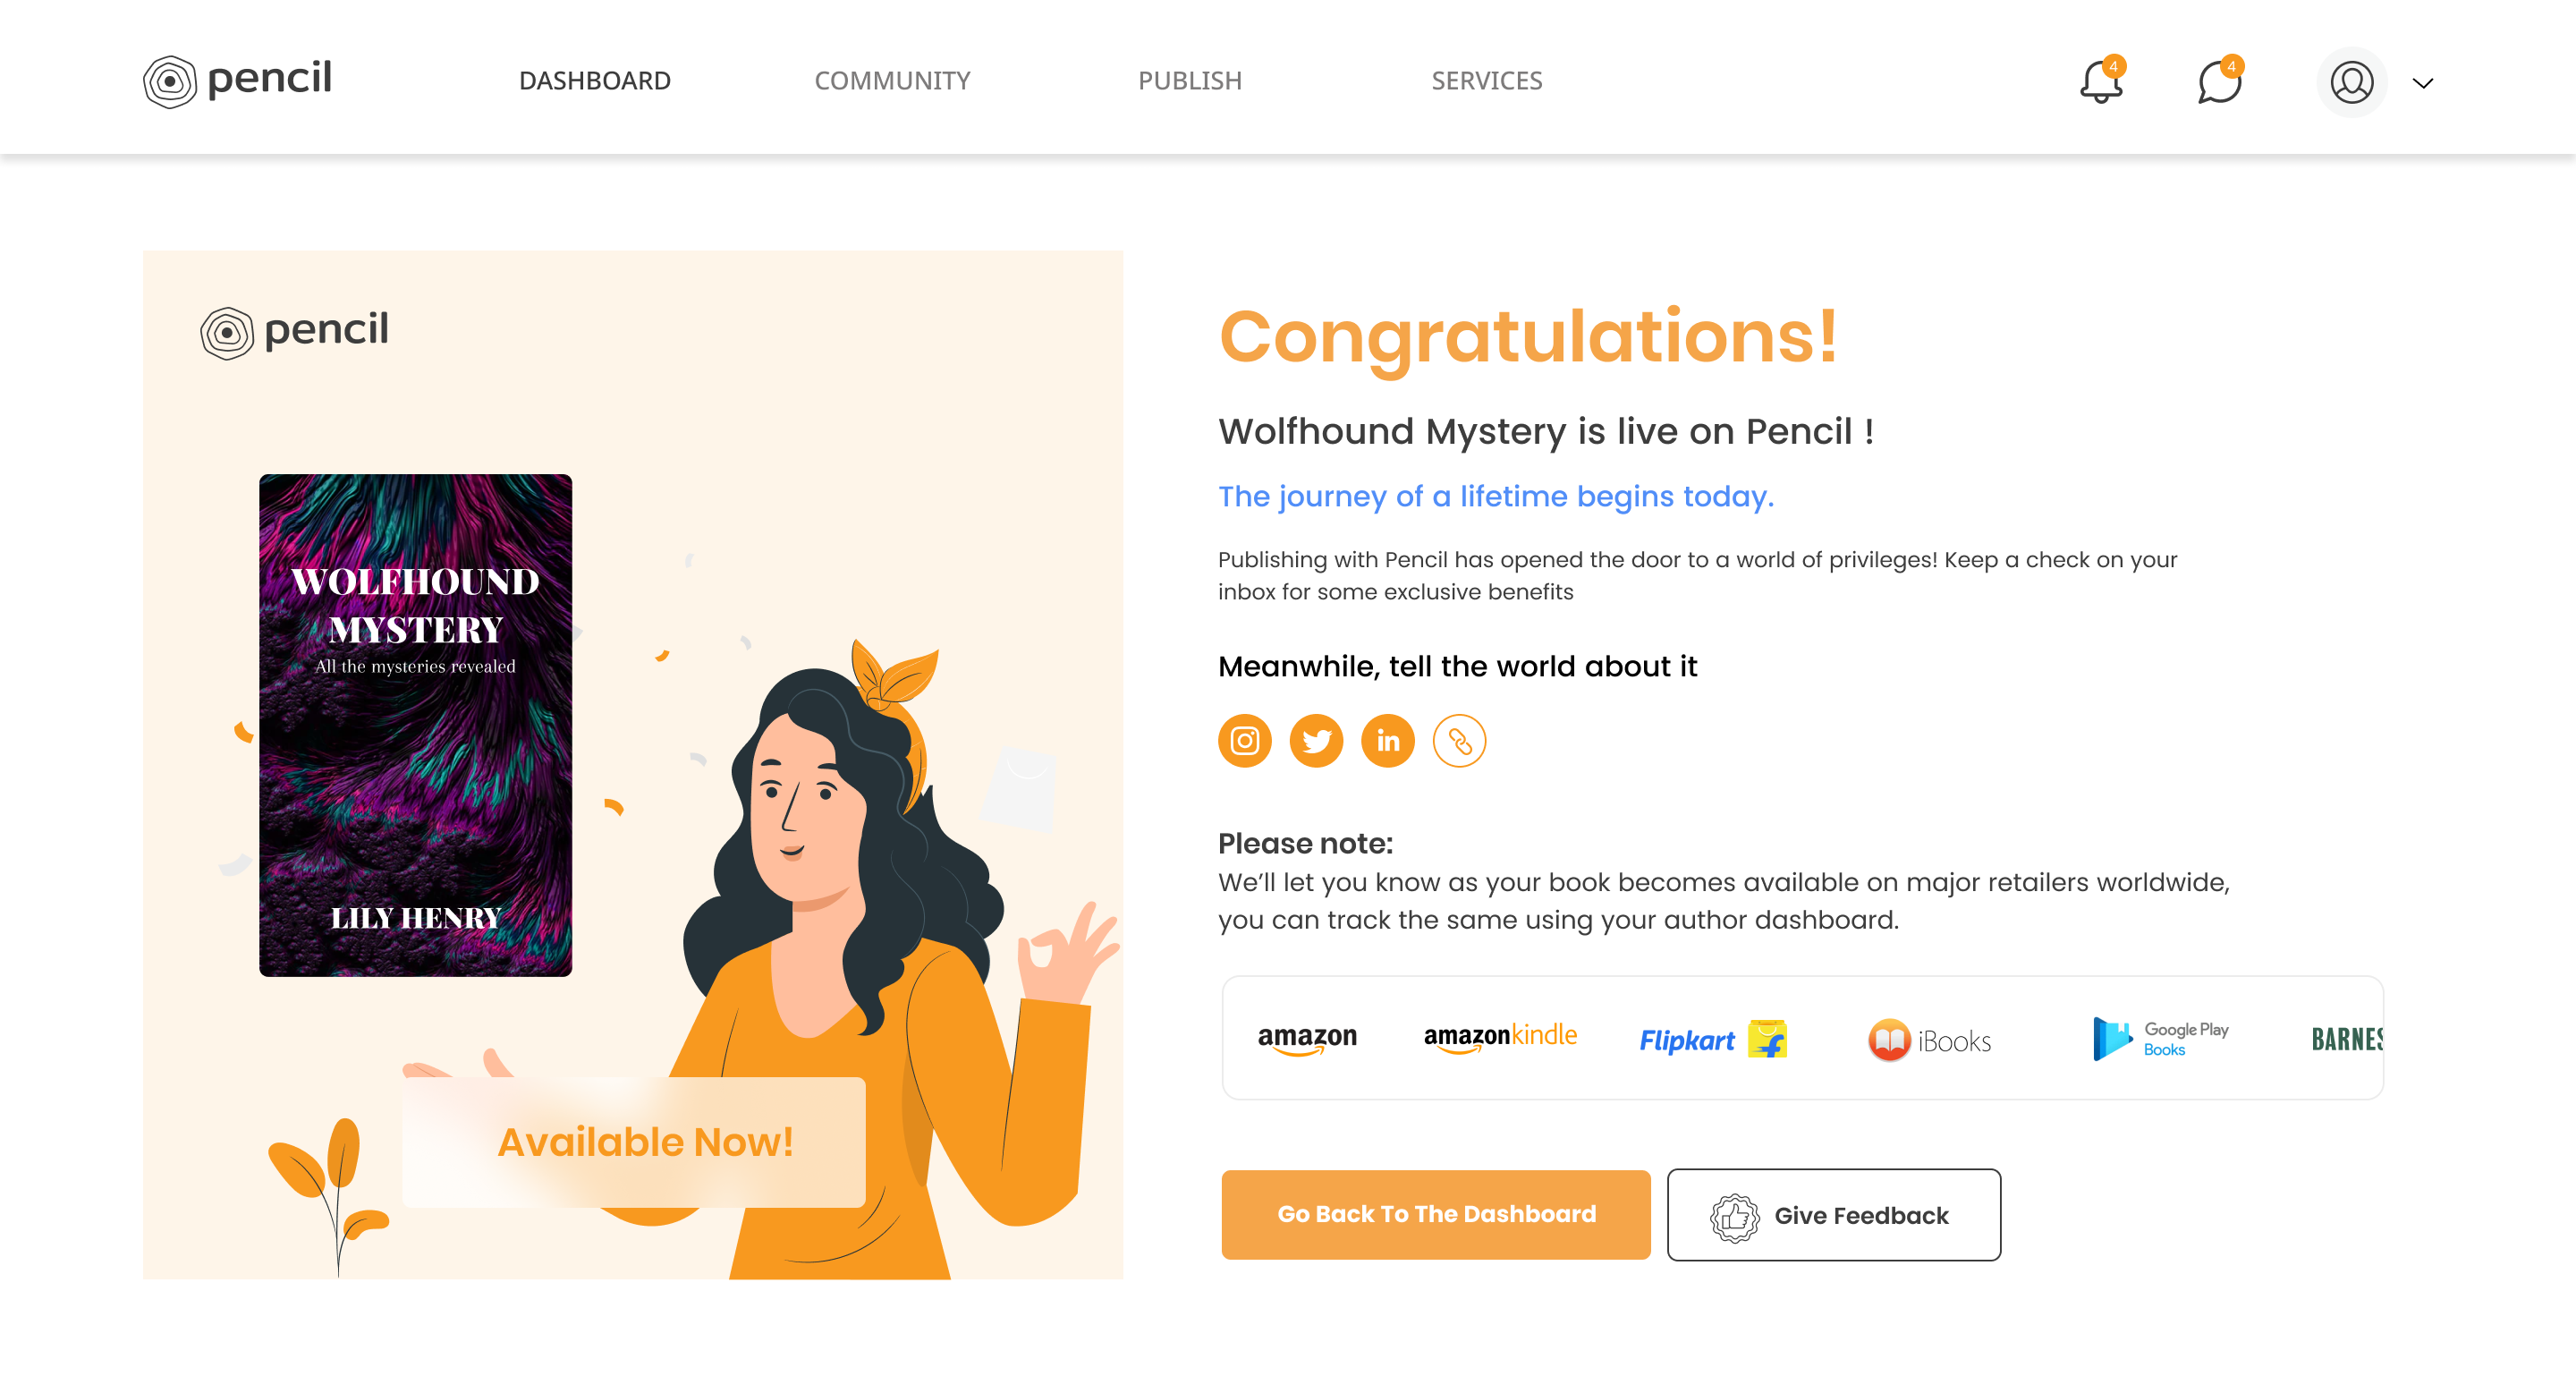 pencil
DASHBOARD
COMMUNITY
PUBLISH
SERVICES
4
4
pencil
WOLFHOUND
MYSTERY
All the mysteries revealed
LILY HENRY
Available Now!
Congratulations!
Wolfhound Mystery is live on Pencil !
The journey of a lifetime begins today.
Publishing with Pencil has opened the door to a world of privileges! Keep a check on your
inbox for some exclusive benefits
Meanwhile, tell the world about it
in
Please note:
We’ll let you know as your book becomes available on major retailers worldwide,
you can track the same using your author dashboard.
amazon
amazonkindle
Flipkart
iBooks
Google Play
Books
BARNES
Go Back To The Dashboard
Give Feedback